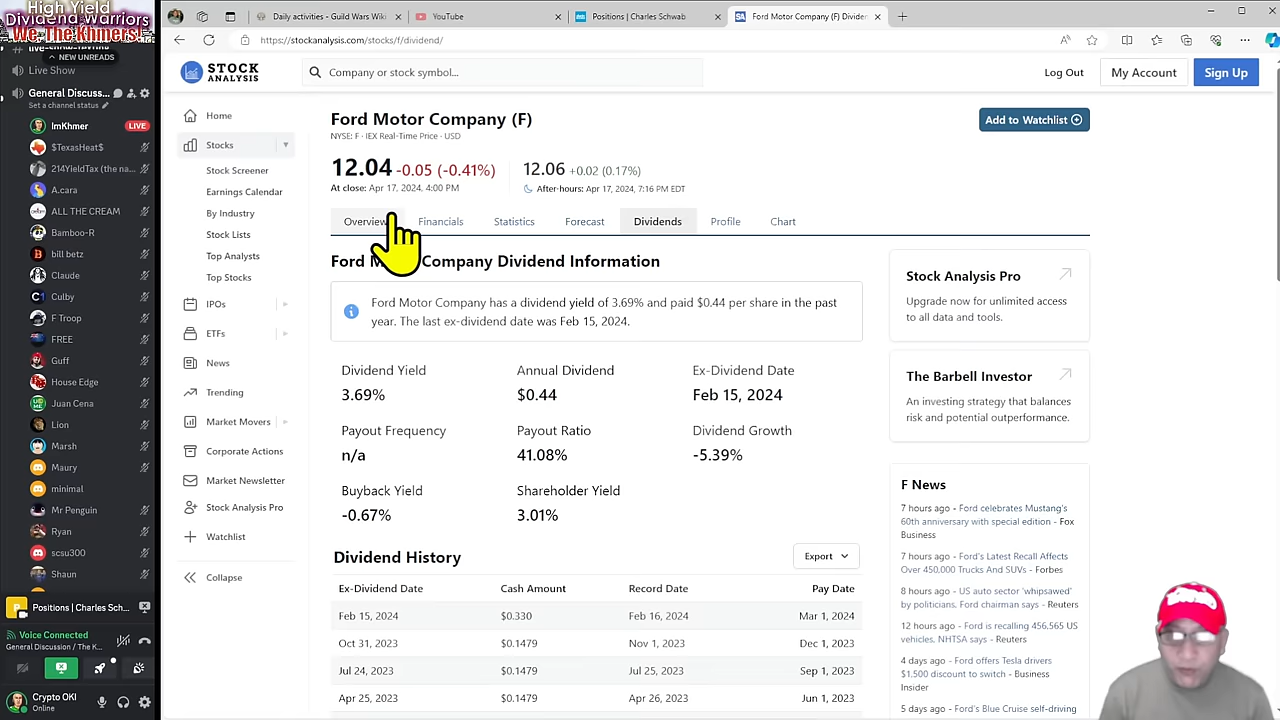 High Yield
Dividend Warriors
We The Khmers!
NEW UNREADS
Live Show
General Discuss...
Set a channel status
ImKhmer
LIVE
$TexasHeat$
214YieldTax (the na...
A.cara
ALL THE CREAM
Bamboo-R
bill betz
Claude
Culby
F Troop
FREE
Guff
House Edge
Juan Cena
Lion
Marsh
Maury
minimal
Mr Penguin
Ryan
scsu300
Shaun
Positions | Charles Schw...
Voice Connected
General Discussion / The K...
Crypto OKI
Online
Daily activities - Guild Wars Wiki
YouTube
Positions | Charles Schwab
Ford Motor Company (F) Dividen
https://stockanalysis.com/stocks/f/dividend/
STOCK
ANALYSIS
Company or stock symbol...
Log Out
My Account
Sign Up
Home
Stocks
Stock Screener
Earnings Calendar
By Industry
Stock Lists
Top Analysts
Top Stocks
IPOs
ETFs
News
Trending
Market Movers
Corporate Actions
Market Newsletter
Stock Analysis Pro
Watchlist
Collapse
Ford Motor Company (F)
NYSE: F · IEX Real-Time Price · USD
Add to Watchlist
12.04 -0.05 (-0.41%)
At close: Apr 17, 2024, 4:00 PM
12.06 +0.02 (0.17%)
After-hours: Apr 17, 2024, 7:16 PM EDT
Overview
Financials
Statistics
Forecast
Dividends
Profile
Chart
Ford M Company Dividend Information
Ford Motor Company has a dividend yield of 3.69% and paid $0.44 per share in the past
year. The last ex-dividend date was Feb 15, 2024.
Dividend Yield
3.69%
Annual Dividend
$0.44
Ex-Dividend Date
Feb 15, 2024
Payout Frequency
n/a
Payout Ratio
41.08%
Dividend Growth
-5.39%
Buyback Yield
-0.67%
Shareholder Yield
3.01%
Dividend History
Export
Ex-Dividend Date Cash Amount Record Date Pay Date
Feb 15, 2024 $0.330 Feb 16, 2024 Mar 1, 2024
Oct 31, 2023 $0.1479 Nov 1, 2023 Dec 1, 2023
Jul 24, 2023 $0.1479 Jul 25, 2023 Sep 1, 2023
Apr 25, 2023 $0.1479 Apr 26, 2023 Jun 1, 2023
Stock Analysis Pro
Upgrade now for unlimited access
to all data and tools.
The Barbell Investor
An investing strategy that balances
risk and potential outperformance.
F News
7 hours ago - Ford celebrates Mustang's
60th anniversary with special edition - Fox
Business
7 hours ago - Ford's Latest Recall Affects
Over 450,000 Trucks And SUVs - Forbes
8 hours ago - US auto sector 'whipsawed'
by politicians, Ford chairman says - Reuters
12 hours ago - Ford is recalling 456,565 US
vehicles, NHTSA says - Reuters
4 days ago - Ford offers Tesla drivers
$1,500 discount to switch - Business
Insider
5 days ago - Ford's Blue Cruise self-driving